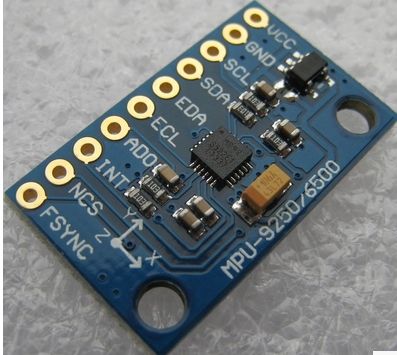 VCC
GND
SCL
SDA
EDA
ECL
ADO
INT
NCS
FSYNC
Y
Z
X
MPU-9250/6500